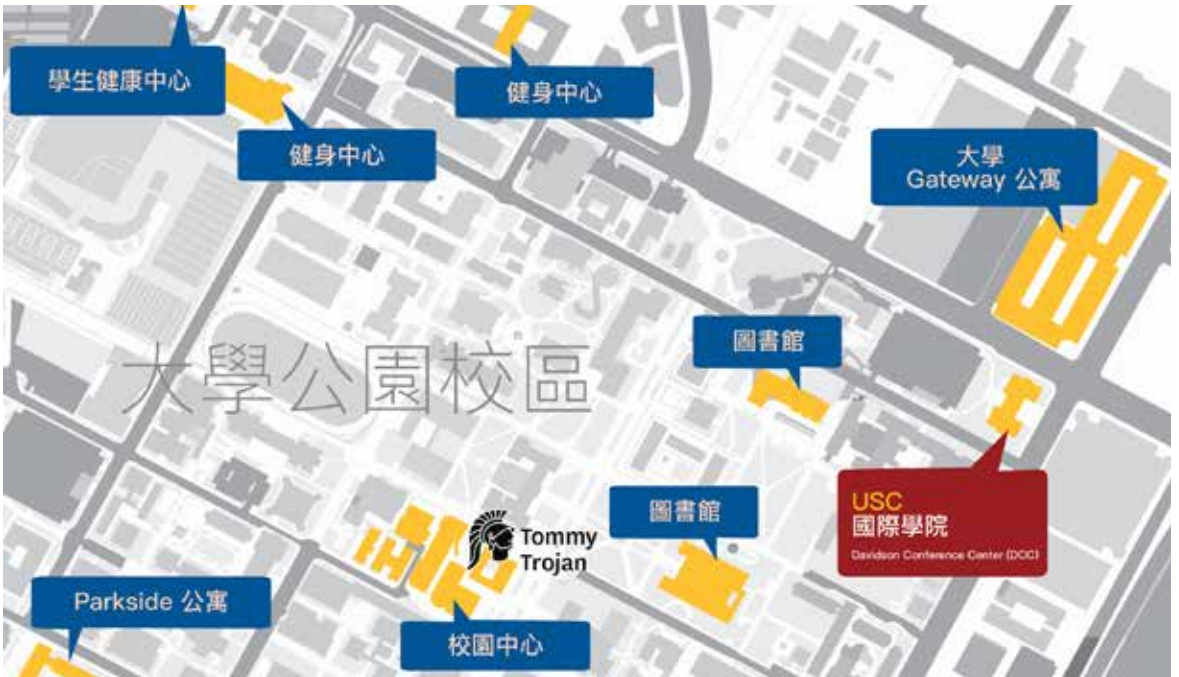 學生健康中心
健身中心
健身中心
大學
Gateway 公寓
圖書館
大學公園校區
USC
國際學院
Davidson Conference Center (DCC)
圖書館
Tommy
Trojan
Parkside 公寓
校園中心